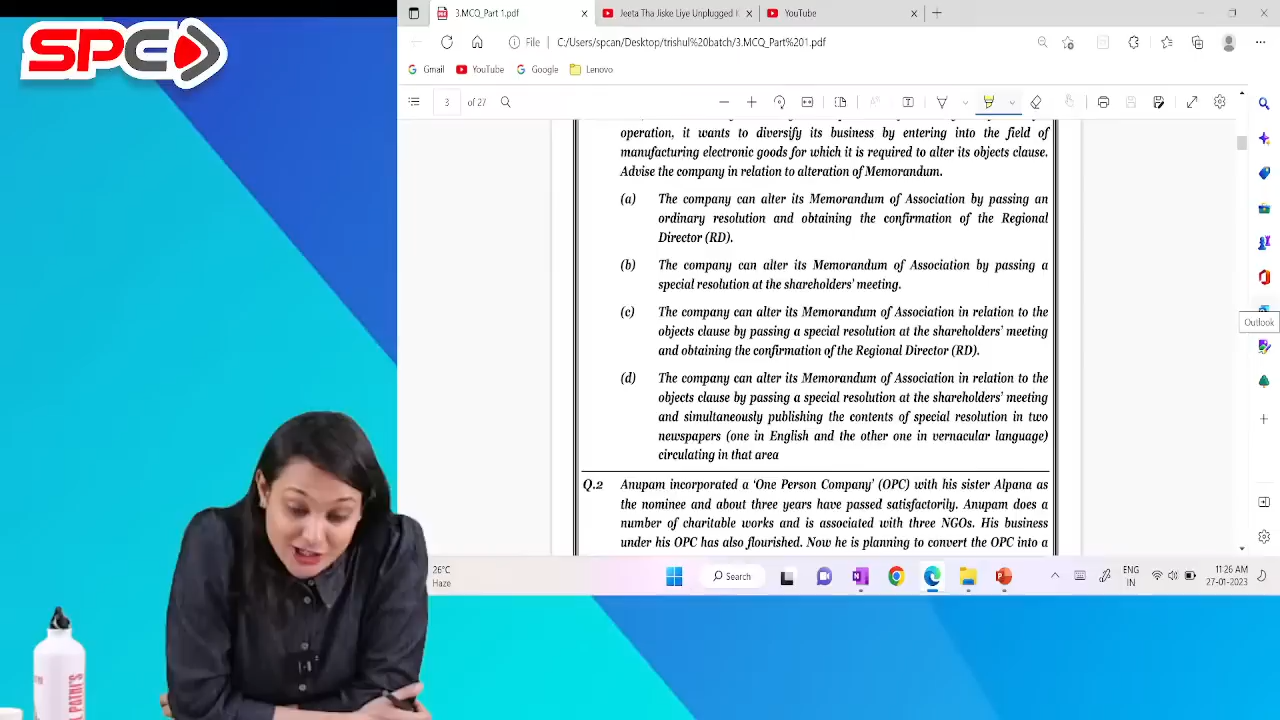 SPC
3.MCQ_Part 1.pdf
Jeeta Tha Jiske Liye Unplugged I
YouTube
File
C:/Users/spcan/Desktop/trishul batch/3.MCQ_Part%201.pdf
Gmail
YouTube
Google
Lenovo
3
of 27
operation, it wants to diversify its business by entering into the field of
manufacturing electronic goods for which it is required to alter its objects clause.
Advise the company in relation to alteration of Memorandum.
(a) The company can alter its Memorandum of Association by passing an
ordinary resolution and obtaining the confirmation of the Regional
Director (RD).
(b) The company can alter its Memorandum of Association by passing a
special resolution at the shareholders' meeting.
(c) The company can alter its Memorandum of Association in relation to the
objects clause by passing a special resolution at the shareholders' meeting
and obtaining the confirmation of the Regional Director (RD).
(d) The company can alter its Memorandum of Association in relation to the
objects clause by passing a special resolution at the shareholders' meeting
and simultaneously publishing the contents of special resolution in two
newspapers (one in English and the other one in vernacular language)
circulating in that area
Q.2 Anupam incorporated a 'One Person Company' (OPC) with his sister Alpana as
the nominee and about three years have passed satisfactorily. Anupam does a
number of charitable works and is associated with three NGOs. His business
under his OPC has also flourished. Now he is planning to convert the OPC into a
Outlook
26°C
Haze
Search
ENG
IN
11:26 AM
27-01-2023